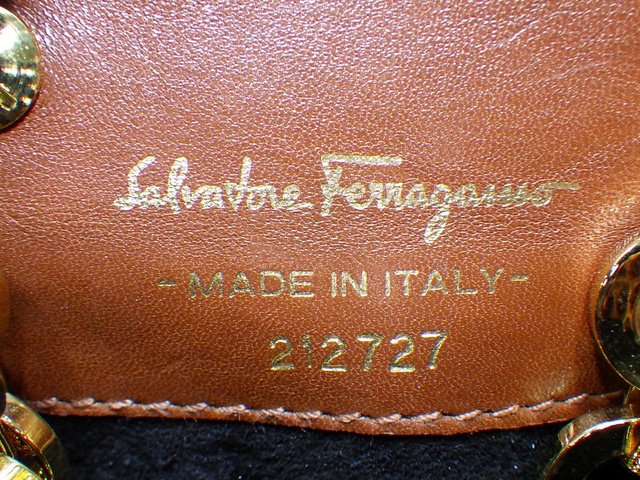 Salvatore Ferragamo
- MADE IN ITALY -
212727